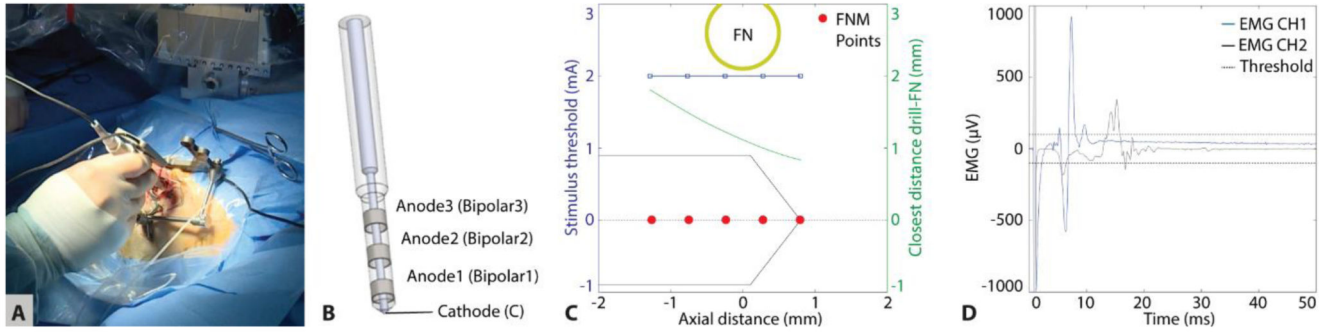 A
Anode3 (Bipolar3)
Anode2 (Bipolar2)
Anode1 (Bipolar1)
Cathode (C)
B
Stimulus threshold (mA)
3
2
1
0
-1
FN
FNM
Points
3
2
1
0
-1
Closest distance drill-FN (mm)
-2
-1
0
1
2
Axial distance (mm)
C
EMG (µV)
1000
500
0
-500
-1000
EMG CH1
EMG CH2
Threshold
0
10
20
30
40
50
Time (ms)
D